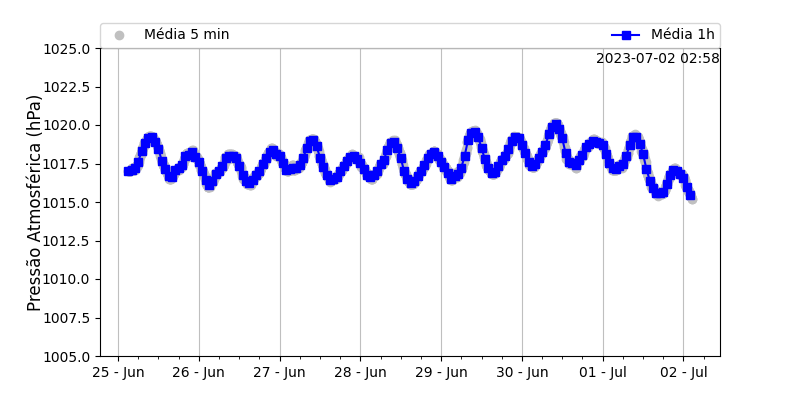 Média 5 min
Média 1h
2023-07-02 02:58
Pressão Atmosférica (hPa)
1025.0
1022.5
1020.0
1017.5
1015.0
1012.5
1010.0
1007.5
1005.0
25 - Jun
26 - Jun
27 - Jun
28 - Jun
29 - Jun
30 - Jun
01 - Jul
02 - Jul